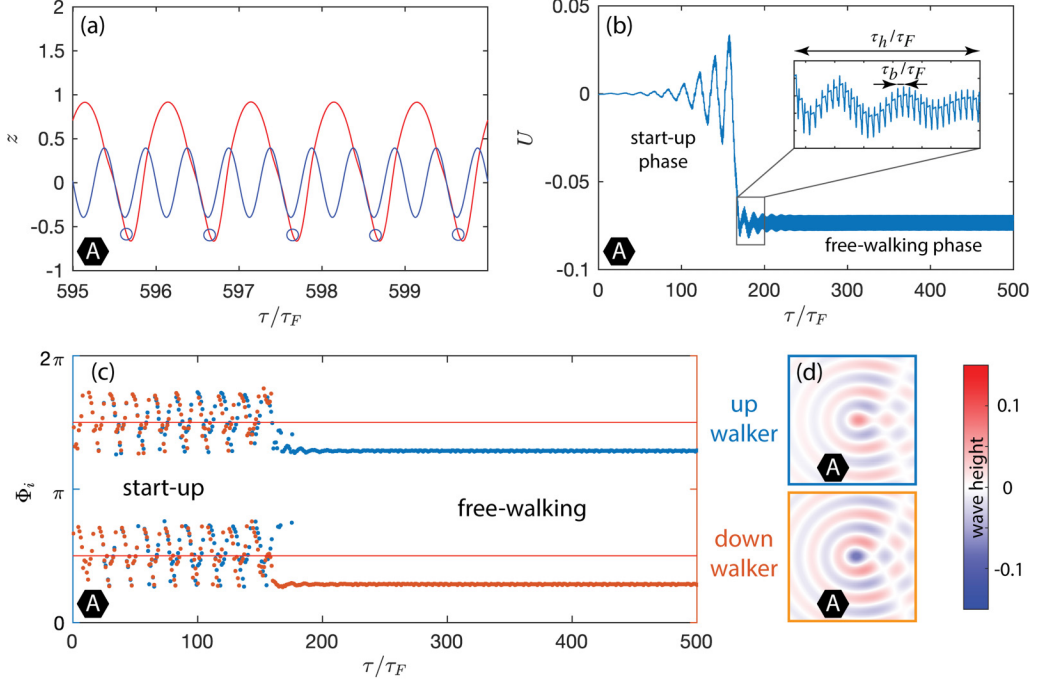 (a)
z
2
1.5
1
0.5
0
-0.5
-1
A
595
596
597
598
599
τ/τ_F
(b)
U
0.05
0
-0.05
-0.1
τ_h/τ_F
τ_b/τ_F
start-up
phase
free-walking phase
A
0
100
200
300
400
500
τ/τ_F
(c)
Φ_i
2π
π
0
start-up
free-walking
A
A
0
100
200
300
400
500
τ/τ_F
(d)
up
walker
A
down
walker
A
wave height
0.1
0
-0.1